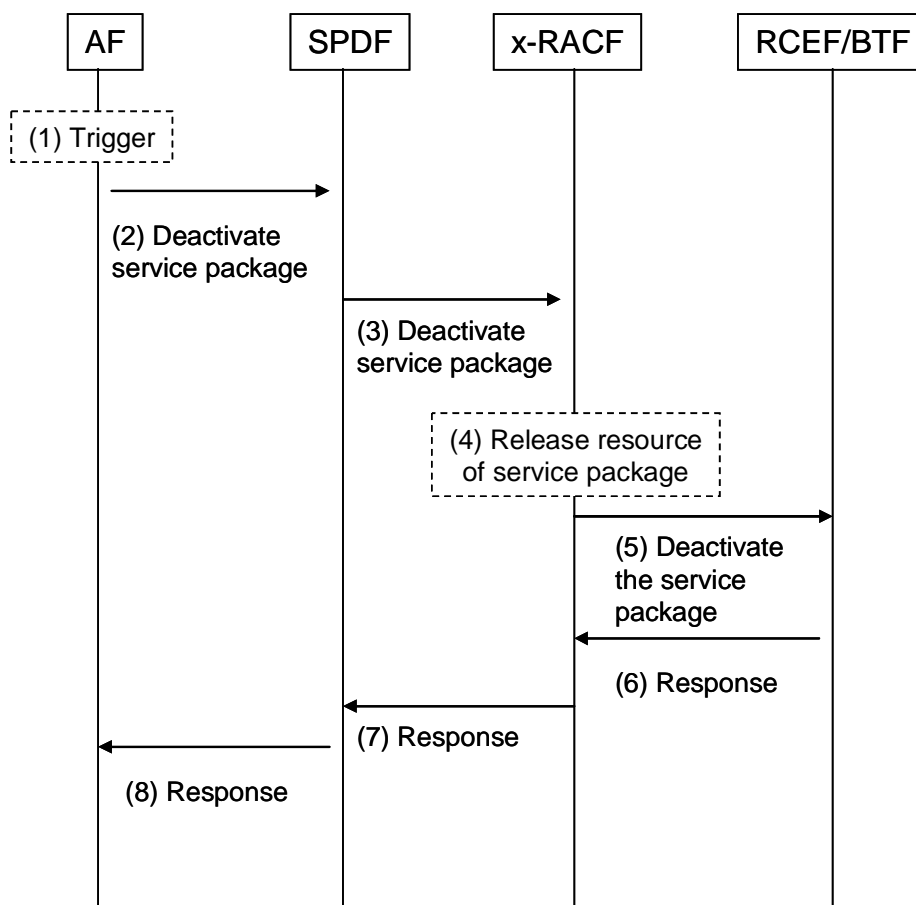 AF
SPDF
x-RACF
RCEF/BTF
(1) Trigger
(2) Deactivate
service package
(3) Deactivate
service package
(4) Release resource
of service package
(5) Deactivate
the service
package
(6) Response
(7) Response
(8) Response